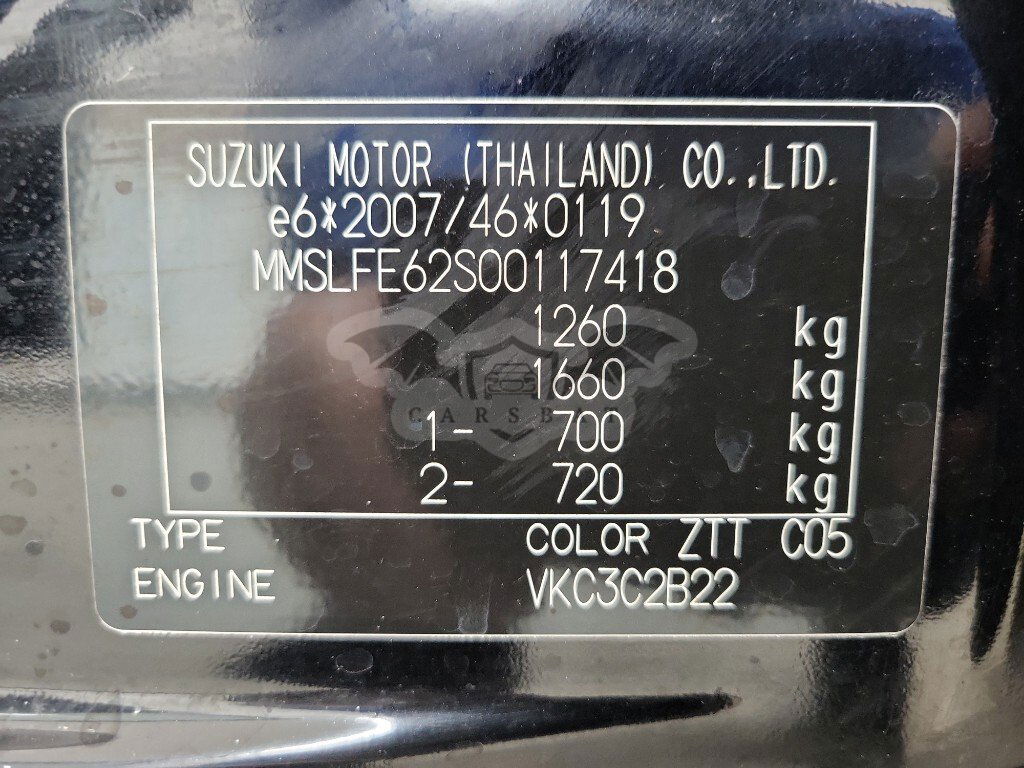 SUZUKI MOTOR (THAILAND) CO.,LTD.
e6*2007/46*0119
MMSLFE62S00117418
1260 kg
1660 kg
CARSBAT
1- 700 kg
2- 720 kg
TYPE COLOR ZTT C05
ENGINE VKC3C2B22